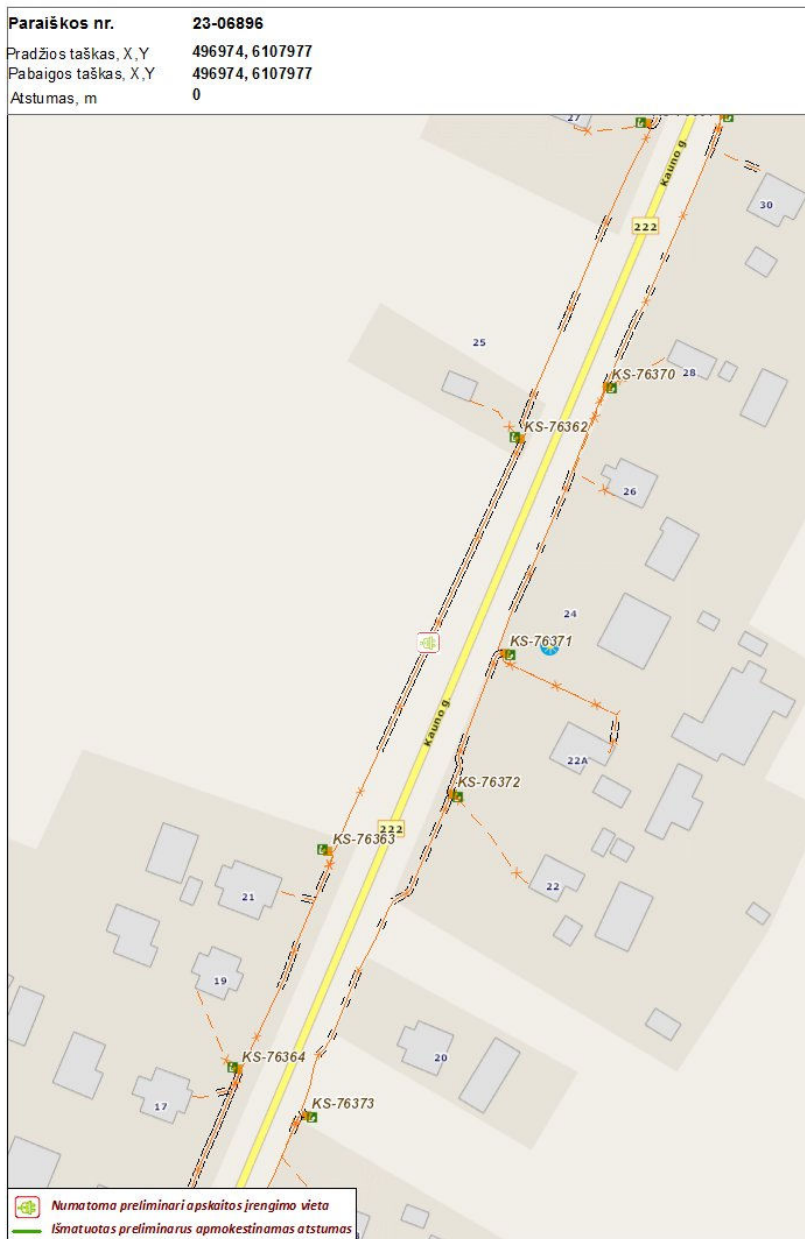 Paraiškos nr. 23-06896
Pradžios taškas, X,Y 496974, 6107977
Pabaigos taškas, X,Y 496974, 6107977
Atstumas, m 0
27
Kauno g.
30
222
25
KS-76370
28
KS-76362
26
24
KS-76371
Kauno g.
22A
KS-76372
222
KS-76363
21
22
19
KS-76364
20
17
KS-76373
Numatoma preliminari apskaitos įrengimo vieta
Išmatuotas preliminarus apmokestinamas atstumas